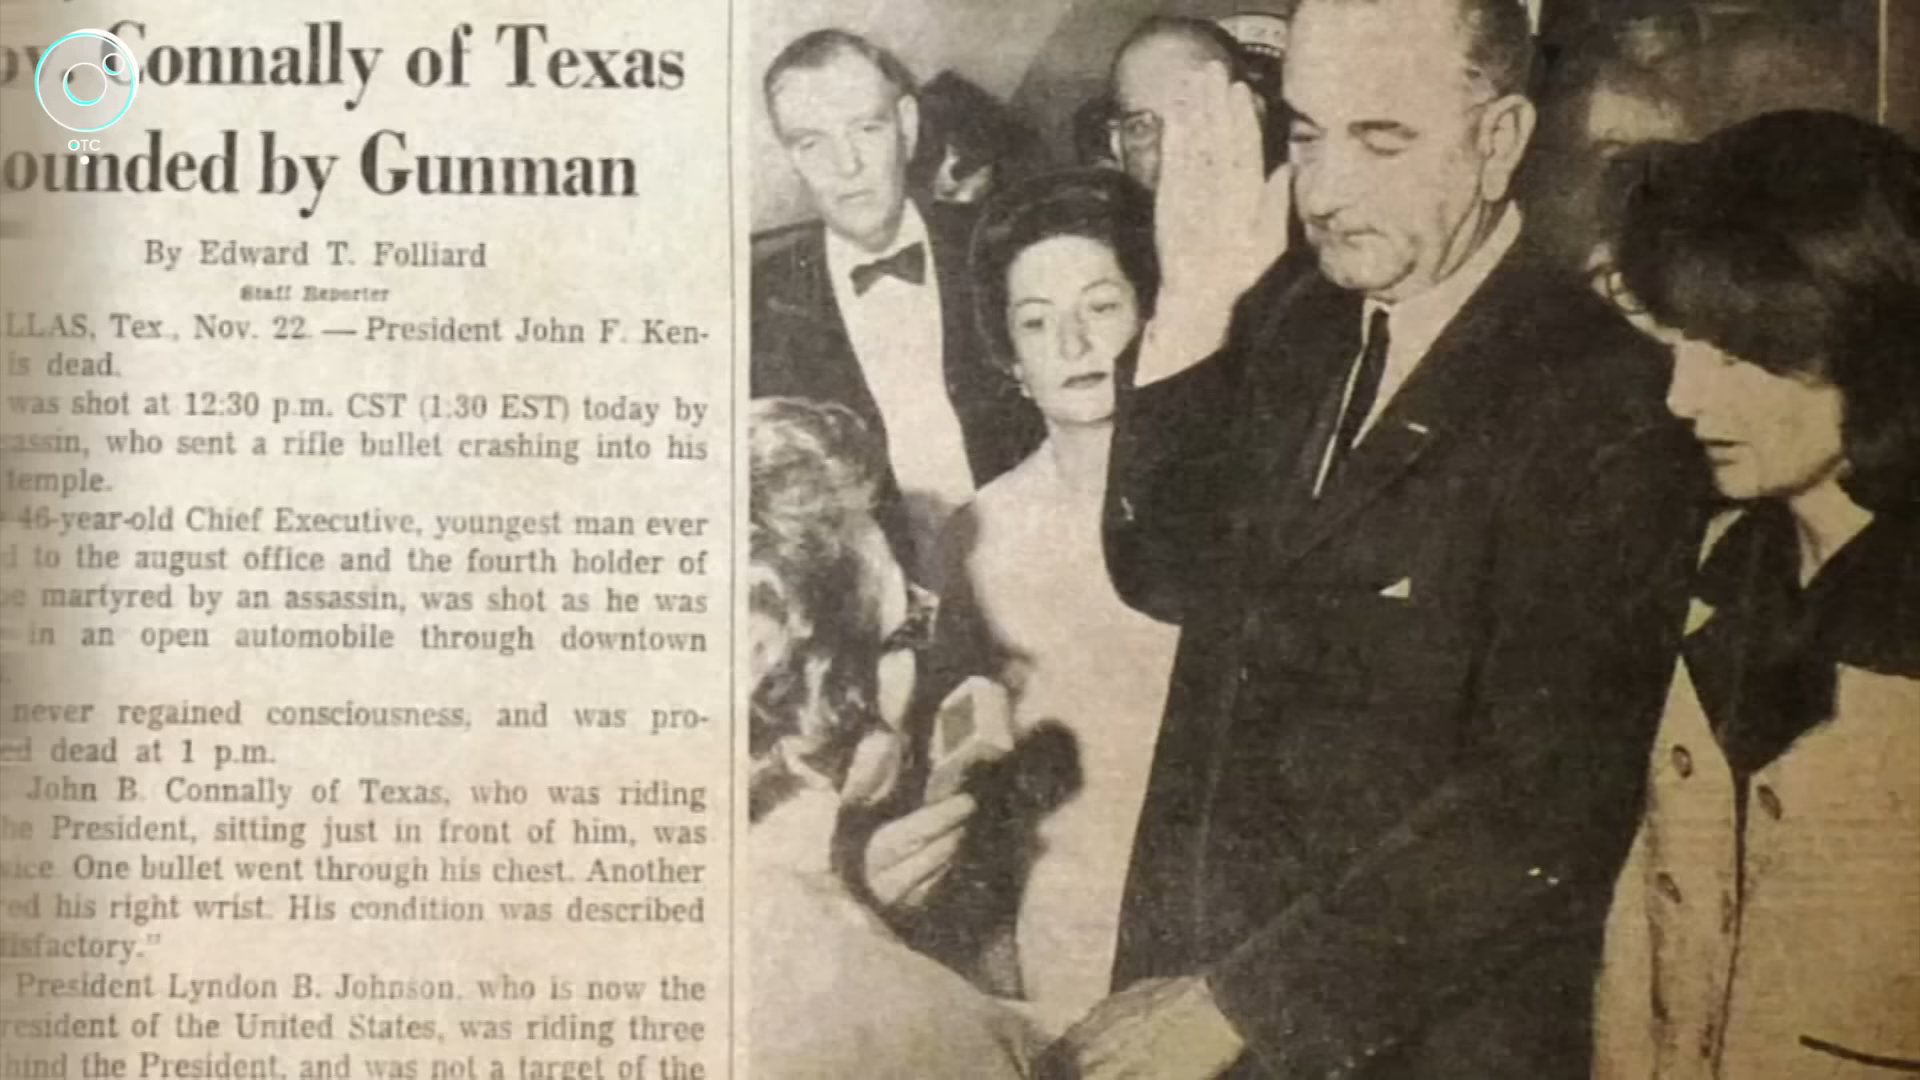 Connally of Texas
ounded by Gunman
By Edward T. Folliard
Staff Reporter
LLAS, Tex., Nov. 22 — President John F. Ken-
is dead.
was shot at 12:30 p.m. CST (1:30 EST) today by
assin, who sent a rifle bullet crashing into his
temple.
46-year-old Chief Executive, youngest man ever
d to the august office and the fourth holder of
e martyred by an assassin, was shot as he was
in an open automobile through downtown
never regained consciousness, and was pro-
ed dead at 1 p.m.
John B. Connally of Texas, who was riding
he President, sitting just in front of him, was
ice. One bullet went through his chest. Another
ed his right wrist. His condition was described
tisfactory."
President Lyndon B. Johnson, who is now the
resident of the United States, was riding three
hind the President, and was not a target of the
ОТС